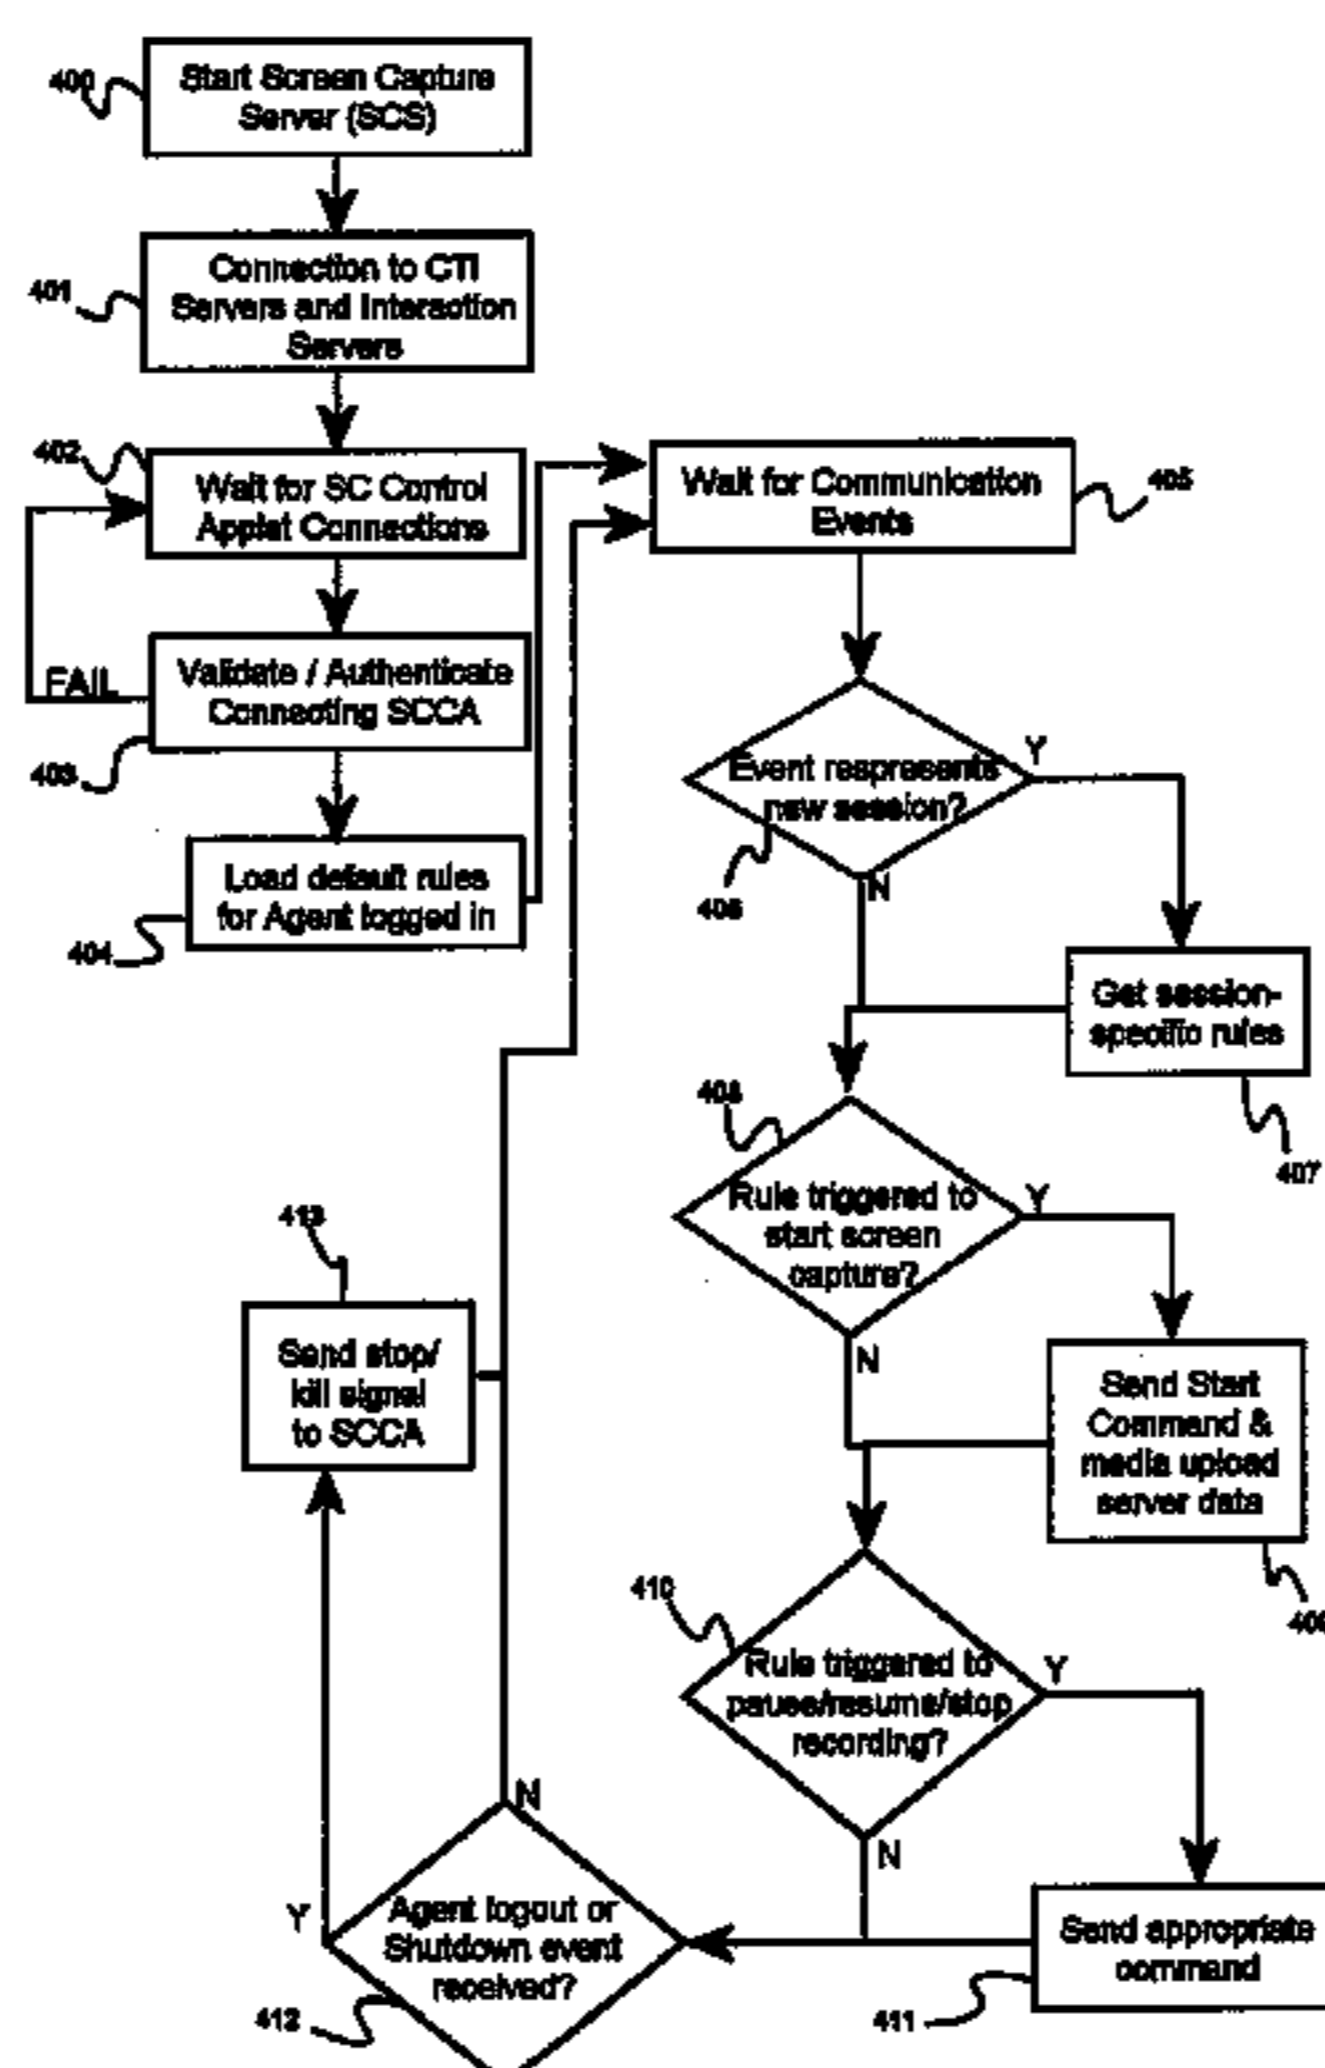 400
Start Screen Capture
Server (SCS)
401
Connection to CTI
Servers and Interaction
Servers
402
Wait for SC Control
Applet Connections
FAIL
Validate / Authenticate
Connecting SCCA
403
Load default rules
for Agent logged in
404
Wait for Communication
Events
405
Event respresents
new session?
Y
N
406
Get session-
specific rules
407
408
Rule triggered to
start screen
capture?
Y
N
Send Start
Command &
media upload
server data
410
Rule triggered to
pause/resume/stop
recording?
Y
N
Send appropriate
command
411
Agent logout or
Shutdown event
received?
Y
N
412
413
Send stop/
kill signal
to SCCA